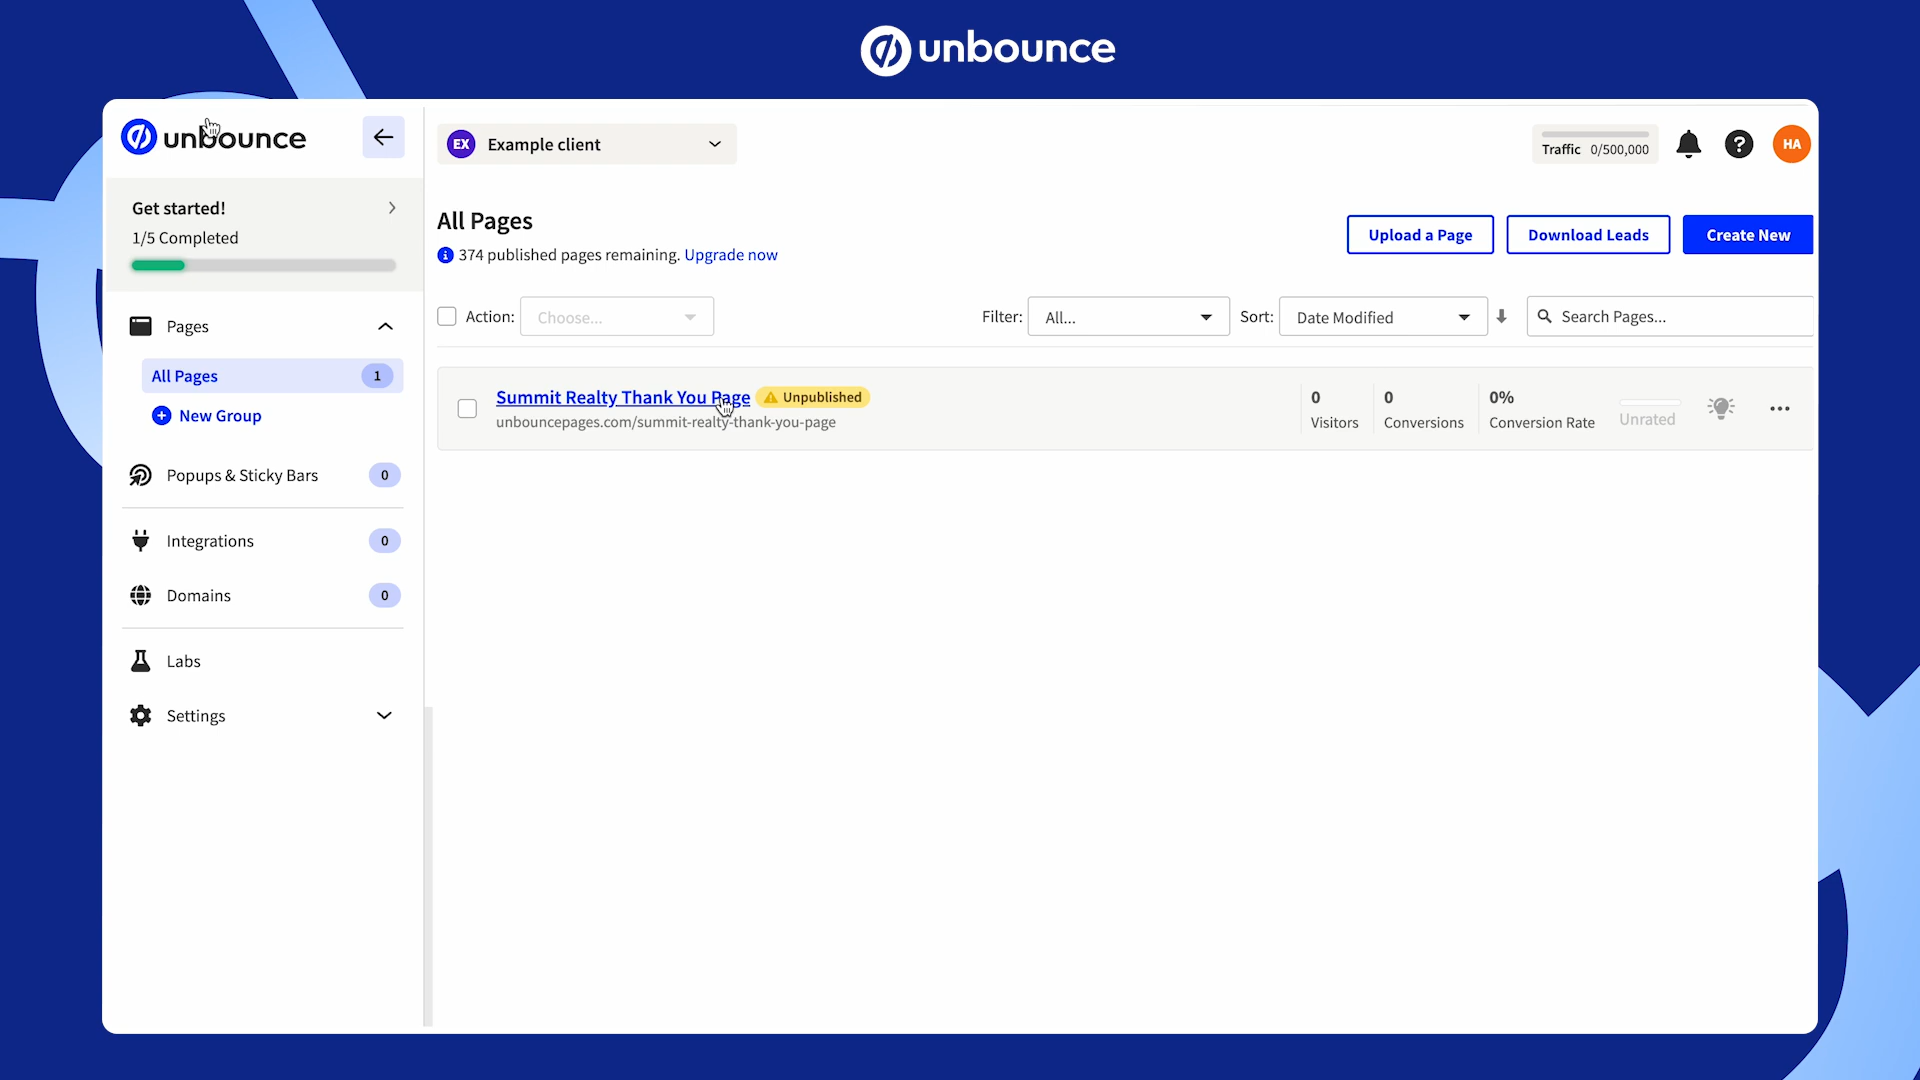 unbounce
unbounce
EX Example client
Traffic 0/500,000
HA
Get started!
1/5 Completed
All Pages
374 published pages remaining. Upgrade now
Upload a Page
Download Leads
Create New
Pages
All Pages 1
New Group
Popups & Sticky Bars 0
Integrations 0
Domains 0
Labs
Settings
Action: Choose...
Filter: All...
Sort: Date Modified
Search Pages...
Summit Realty Thank You Page
Unpublished
unbouncepages.com/summit-realty-thank-you-page
0
Visitors
0
Conversions
0%
Conversion Rate
Unrated